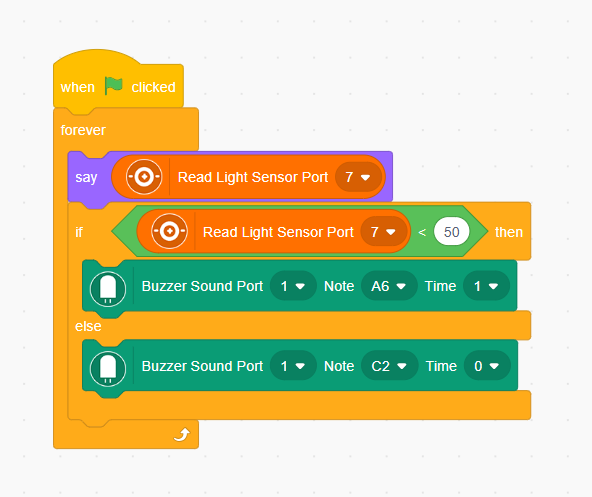 when clicked
forever
say Read Light Sensor Port 7
if Read Light Sensor Port 7 < 50 then
Buzzer Sound Port 1 Note A6 Time 1
else
Buzzer Sound Port 1 Note C2 Time 0